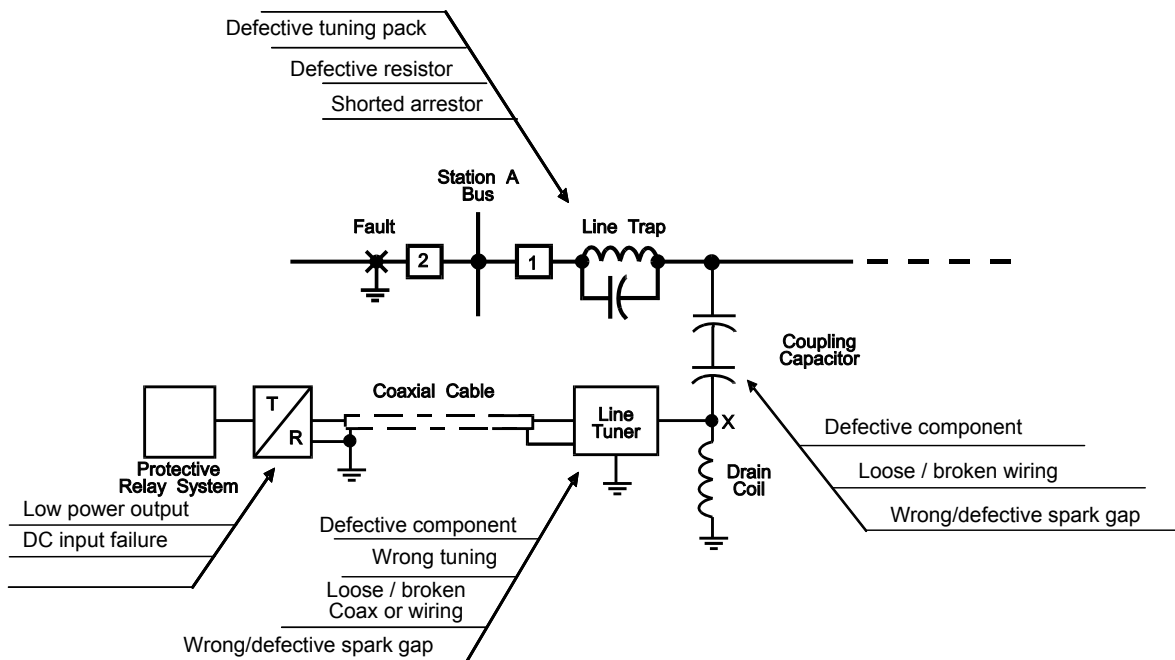 Defective tuning pack
Defective resistor
Shorted arrestor
Station A
Bus
Fault
Line Trap
2
1
Coupling
Capacitor
Coaxial Cable
T
R
Line
Tuner
X
Protective
Relay System
Drain
Coil
Defective component
Loose / broken wiring
Wrong/defective spark gap
Low power output
DC input failure
Defective component
Wrong tuning
Loose / broken
Coax or wiring
Wrong/defective spark gap